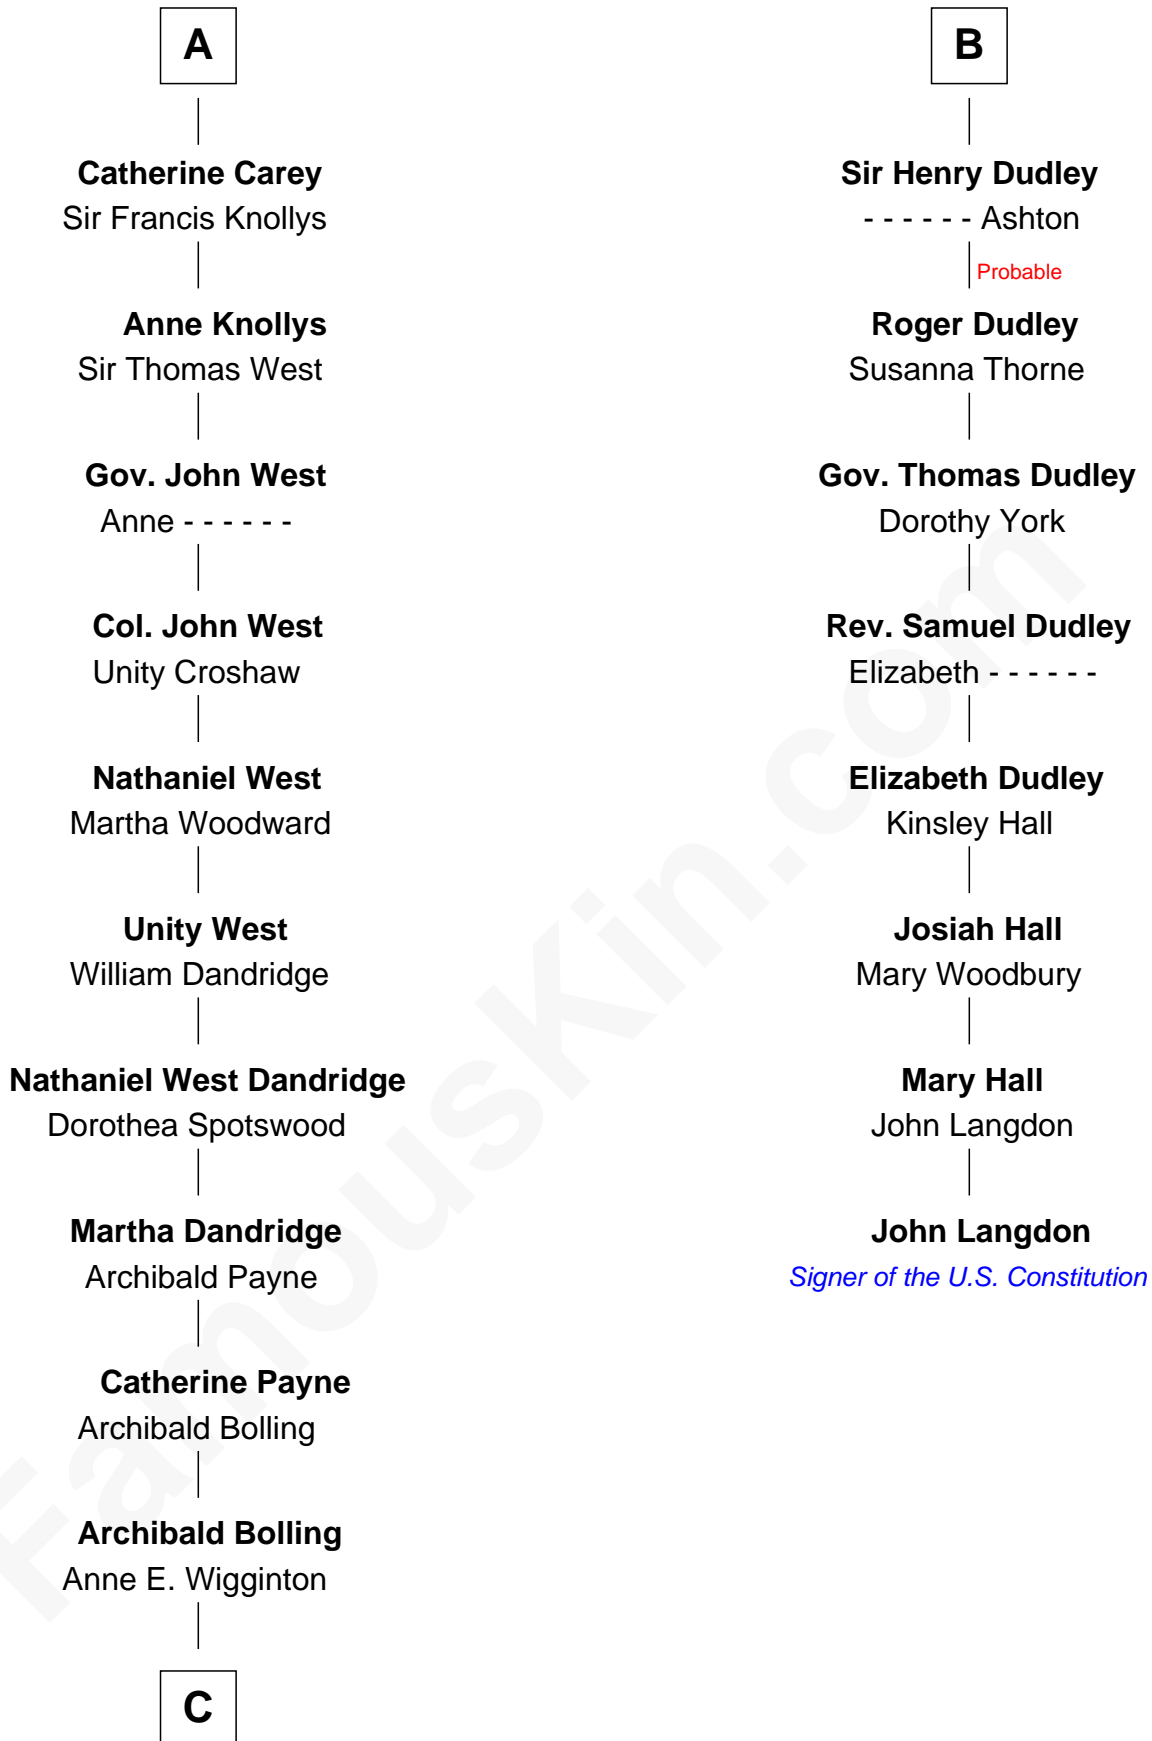 A
Catherine Carey
Sir Francis Knollys
Anne Knollys
Sir Thomas West
Gov. John West
Anne - - - - - -
Col. John West
Unity Croshaw
Nathaniel West
Martha Woodward
Unity West
William Dandridge
Nathaniel West Dandridge
Dorothea Spotswood
Martha Dandridge
Archibald Payne
Catherine Payne
Archibald Bolling
Archibald Bolling
Anne E. Wigginton
C
B
Sir Henry Dudley
- - - - - - Ashton
Probable
Roger Dudley
Susanna Thorne
Gov. Thomas Dudley
Dorothy York
Rev. Samuel Dudley
Elizabeth - - - - - -
Elizabeth Dudley
Kinsley Hall
Josiah Hall
Mary Woodbury
Mary Hall
John Langdon
John Langdon
Signer of the U.S. Constitution
FamousKin.com